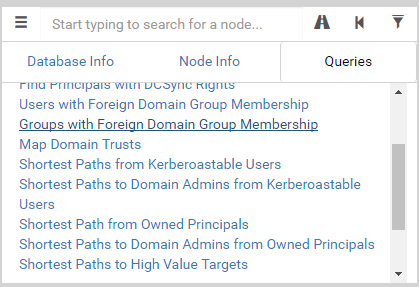 Start typing to search for a node...
Database Info
Node Info
Queries
Find Principals with DCSync Rights
Users with Foreign Domain Group Membership
Groups with Foreign Domain Group Membership
Map Domain Trusts
Shortest Paths from Kerberoastable Users
Shortest Paths to Domain Admins from Kerberoastable
Users
Shortest Path from Owned Principals
Shortest Paths to Domain Admins from Owned Principals
Shortest Paths to High Value Targets